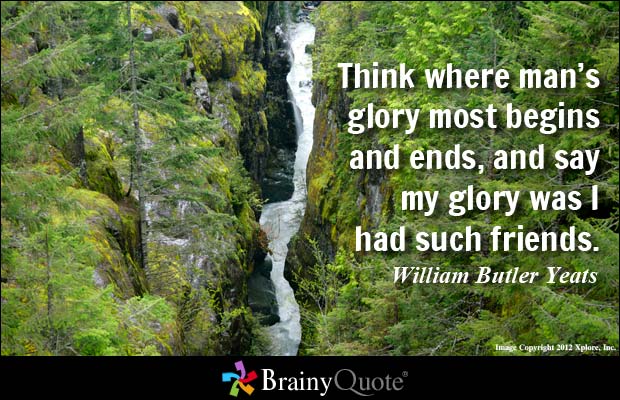 Think where man's
glory most begins
and ends, and say
my glory was I
had such friends.
William Butler Yeats
Image Copyright 2012 Xplore, Inc.
BrainyQuote®